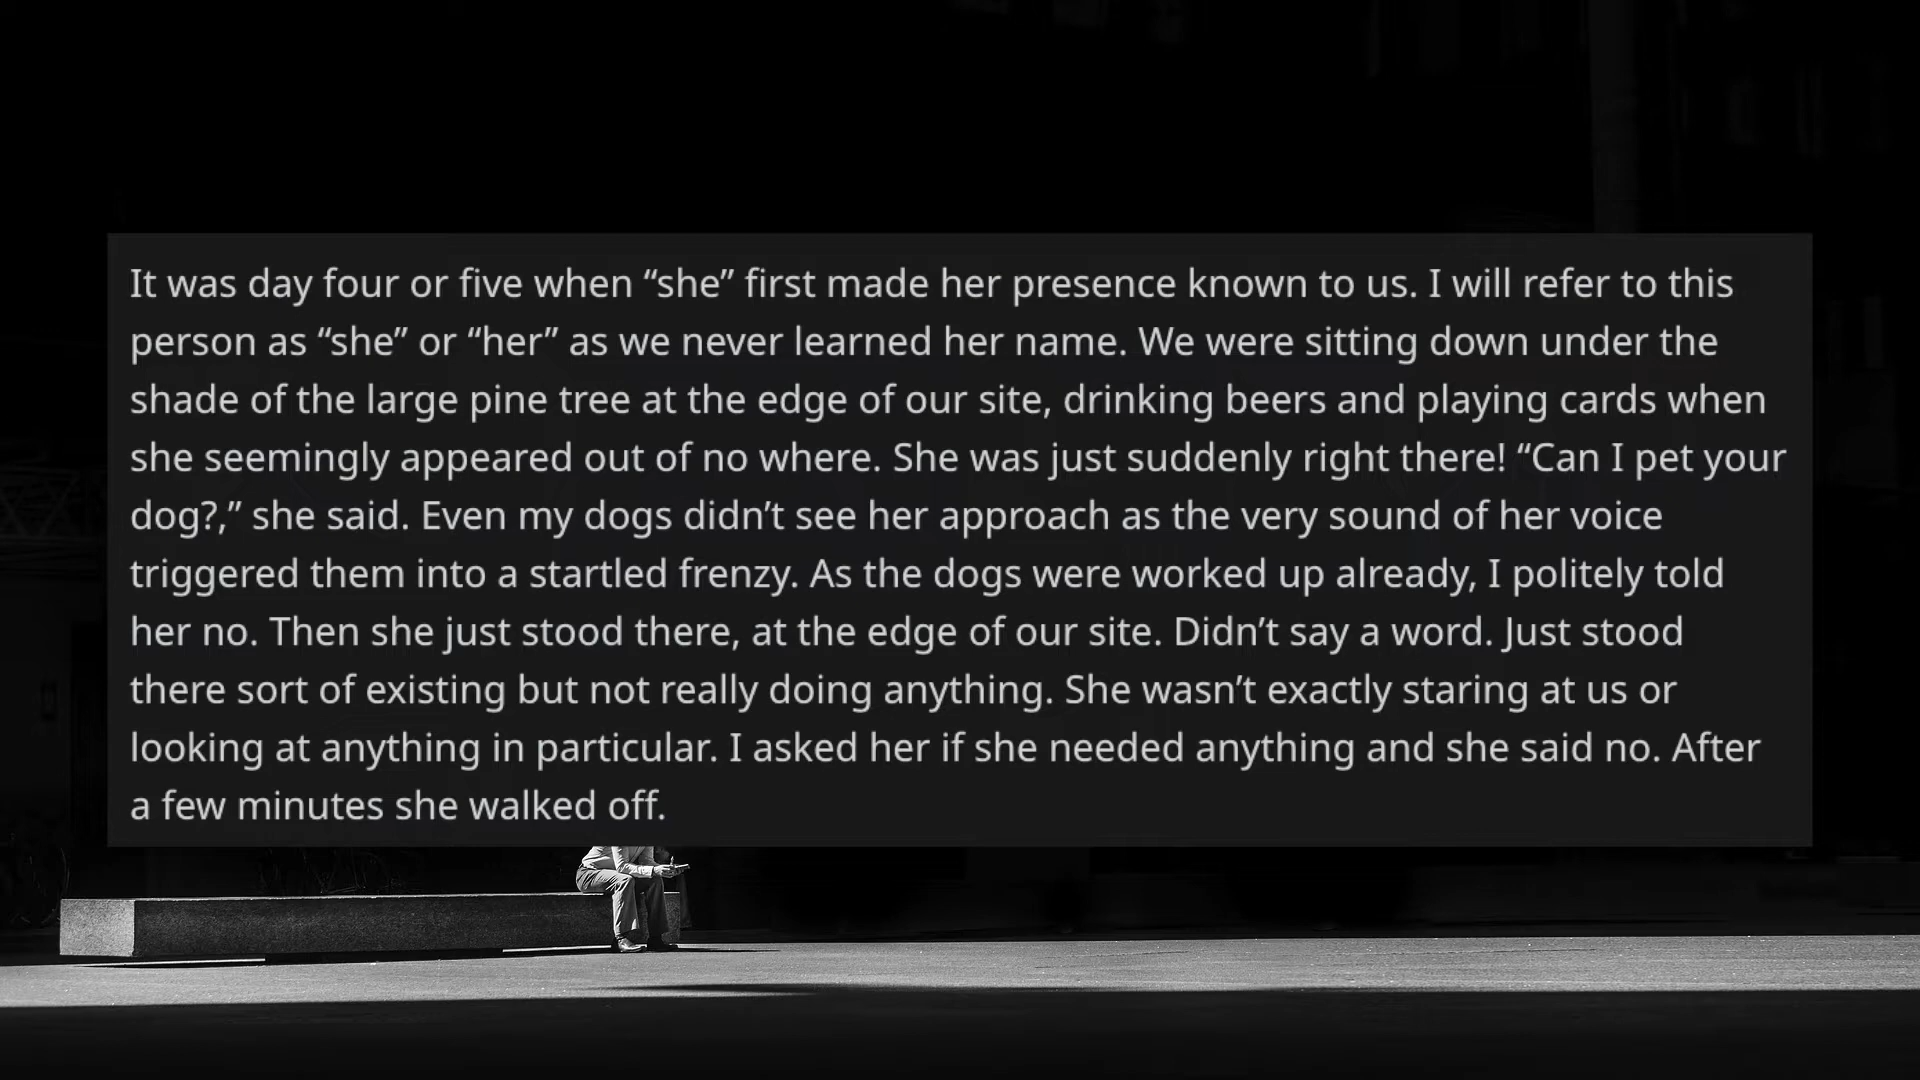 It was day four or five when “she” first made her presence known to us. I will refer to this
person as “she” or “her” as we never learned her name. We were sitting down under the
shade of the large pine tree at the edge of our site, drinking beers and playing cards when
she seemingly appeared out of no where. She was just suddenly right there! “Can I pet your
dog?,” she said. Even my dogs didn’t see her approach as the very sound of her voice
triggered them into a startled frenzy. As the dogs were worked up already, I politely told
her no. Then she just stood there, at the edge of our site. Didn’t say a word. Just stood
there sort of existing but not really doing anything. She wasn’t exactly staring at us or
looking at anything in particular. I asked her if she needed anything and she said no. After
a few minutes she walked off.